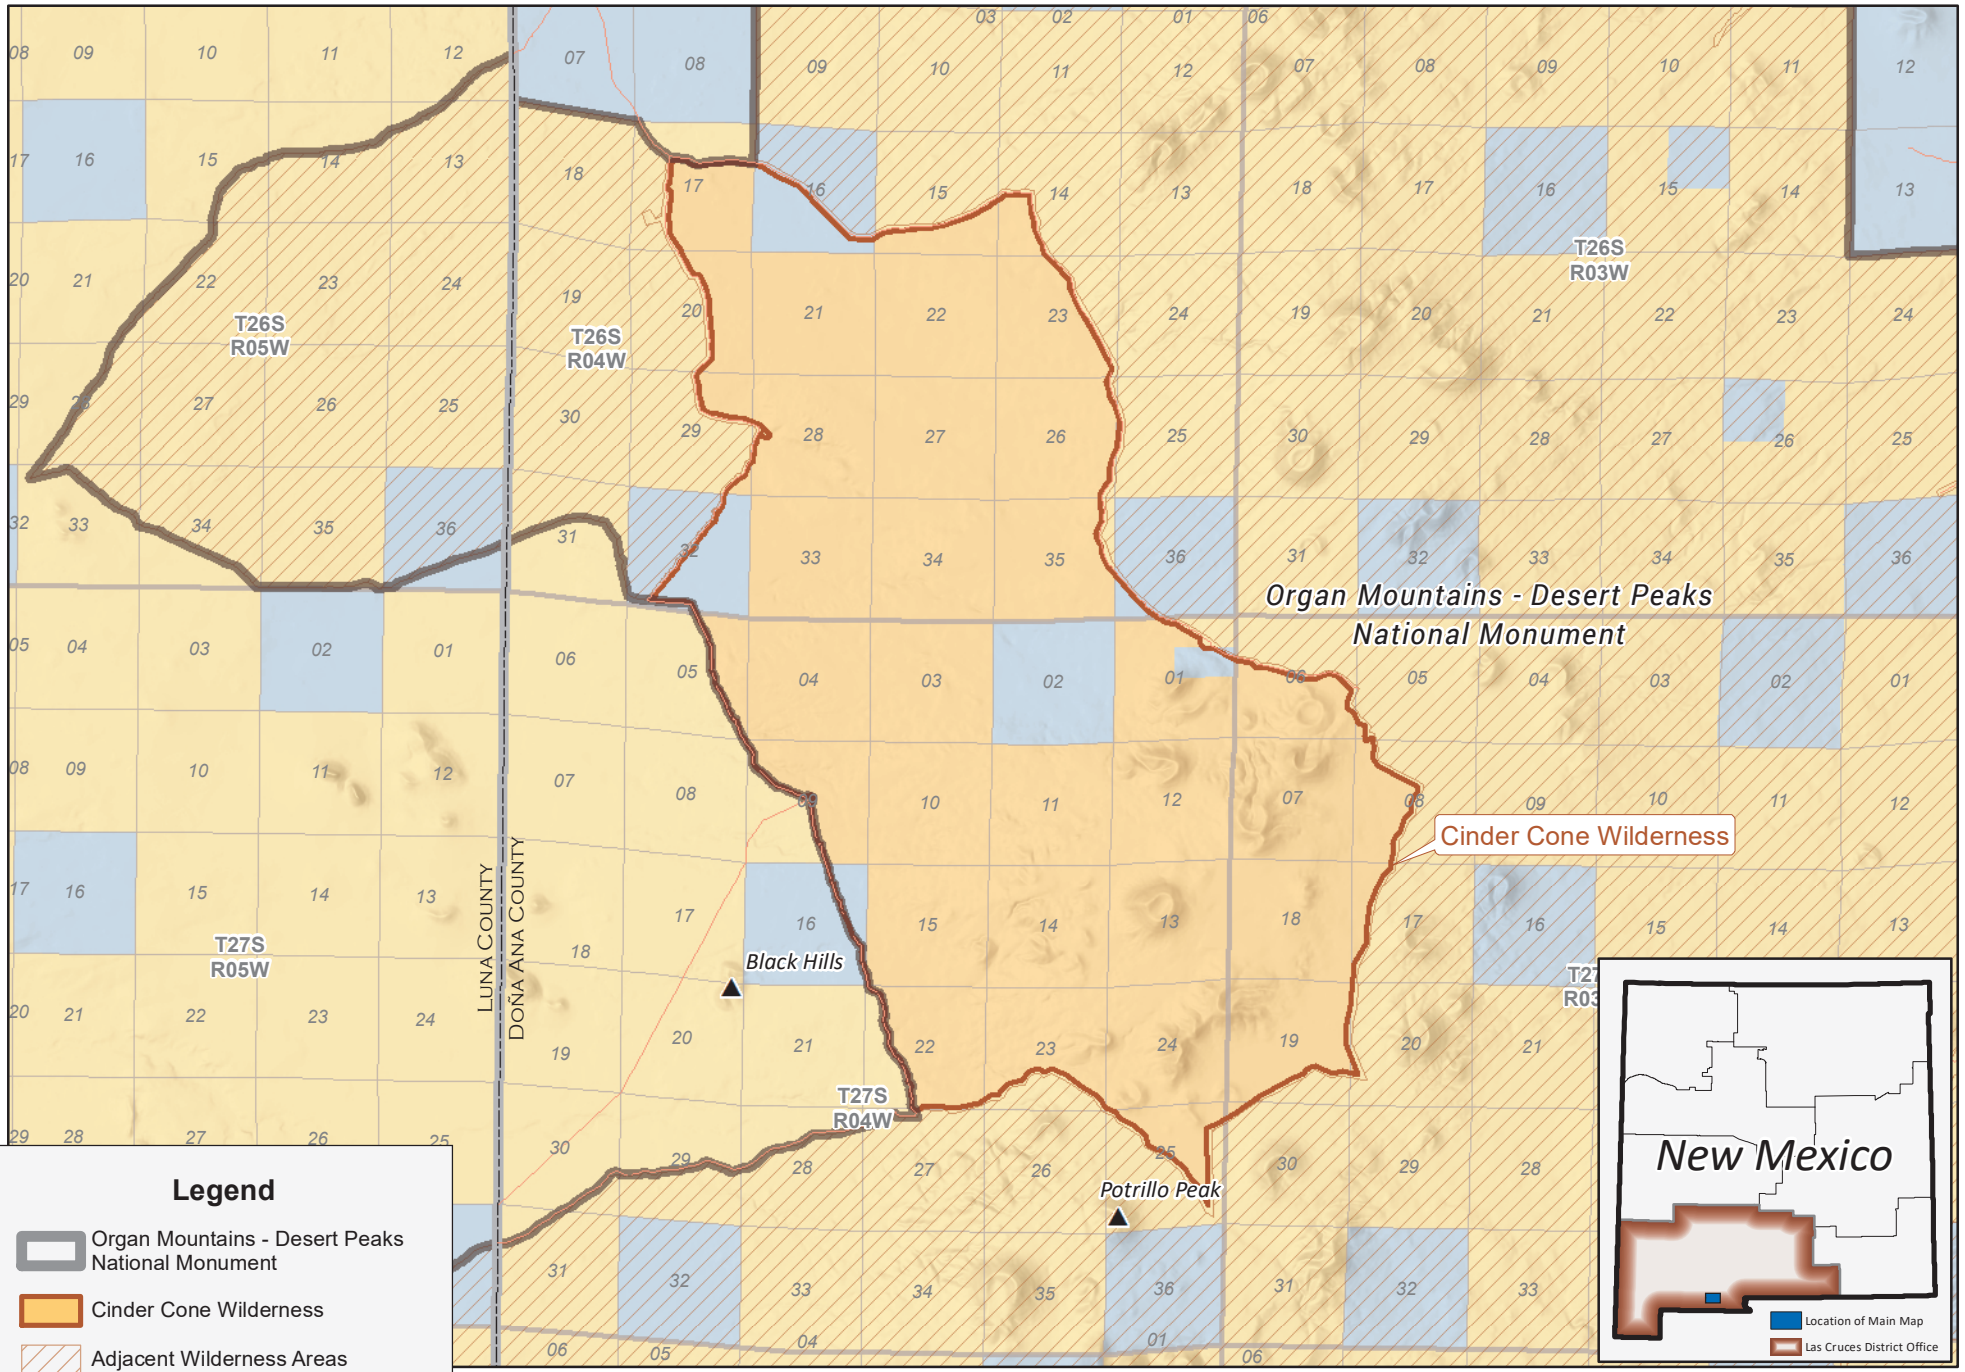 03 02 01 06
08 09 10 11 12 07 08 09 10 11 12 07 08 09 10 11 12
17 16 15 14 13 18 17 16 15 14 13 18 17 16 15 14 13
T26S
R03W
20 21 22 23 24 19 20 21 22 23 24 19 20 21 22 23 24
T26S
R05W
T26S
R04W
29 28 27 26 25 30 29 28 27 26 25 30 29 28 27 26 25
32 33 34 35 36 31 32 33 34 35 36 31 32 33 34 35 36
Organ Mountains - Desert Peaks
National Monument
05 04 03 02 01 06 05 04 03 02 01 06 05 04 03 02 01
08 09 10 11 12 07 08 09 10 11 12 07 08 09 10 11 12
Cinder Cone Wilderness
17 16 15 14 13 18 17 16 15 14 13 18 17 16 15 14 13
LUNA COUNTY
DOÑA ANA COUNTY
T27S
R05W
Black Hills
T27
R03
20 21 22 23 24 19 20 21 22 23 24 19 20 21
T27S
R04W
29 28 27 26 25 30 29 28 27 26 25 30 29 28
Potrillo Peak
31 32 33 34 35 36 31 32 33
06 05 04 01 06
Legend
Organ Mountains - Desert Peaks
National Monument
Cinder Cone Wilderness
Adjacent Wilderness Areas
New Mexico
Location of Main Map
Las Cruces District Office